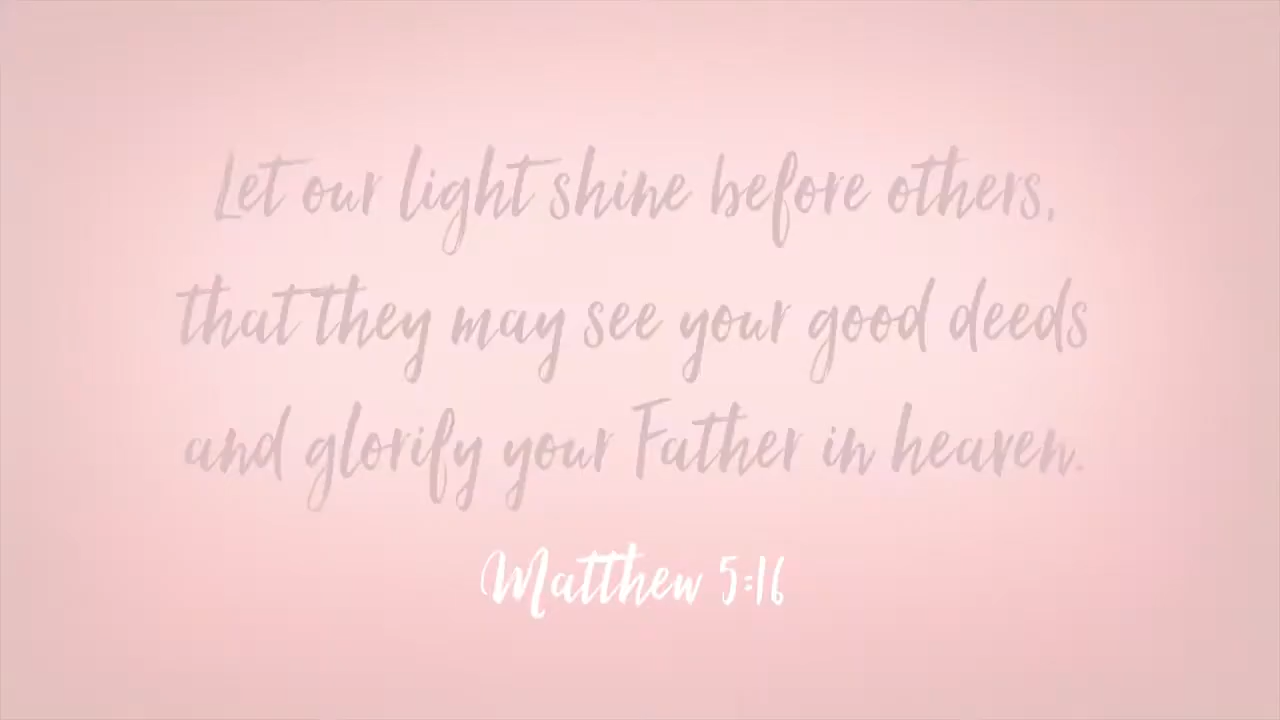 Let our light shine before others,
that they may see your good deeds
and glorify your Father in heaven.
Matthew 5:16